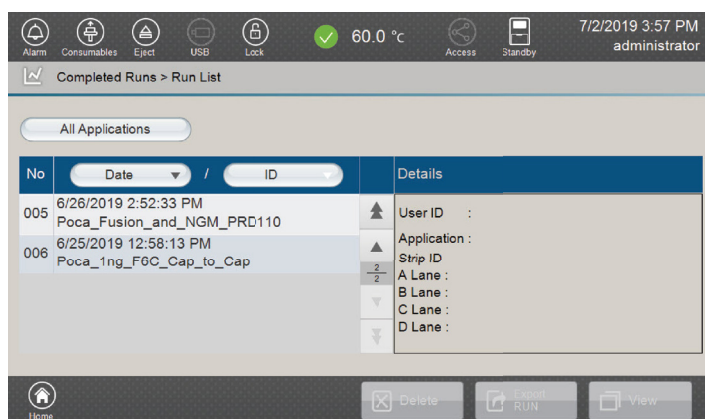 Alarm
Consumables
Eject
USB
Lock
60.0 °C
Access
Standby
7/2/2019 3:57 PM
administrator
Completed Runs > Run List
All Applications
No
Date
/
ID
Details
005
6/26/2019 2:52:33 PM
Poca_Fusion_and_NGM_PRD110
006
6/25/2019 12:58:13 PM
Poca_1ng_F6C_Cap_to_Cap
2
2
User ID :
Application :
Strip ID
A Lane :
B Lane :
C Lane :
D Lane :
Home
Delete
Export
RUN
View